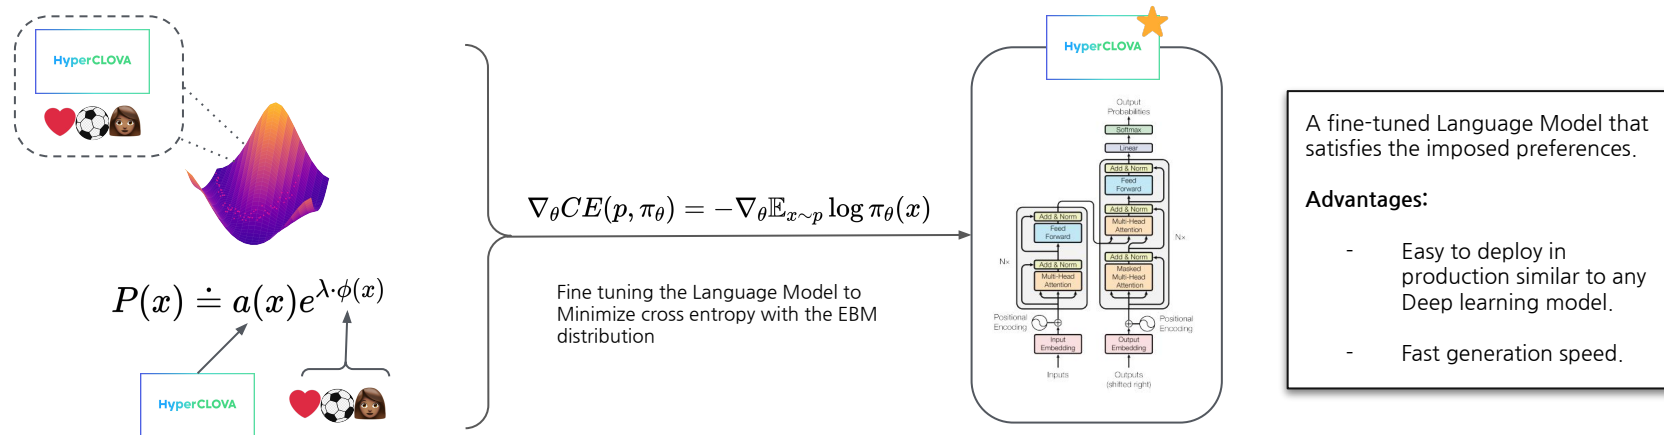 HyperCLOVA
P(x) ≐ a(x)e^{λ·ϕ(x)}
HyperCLOVA
∇_θCE(p, π_θ) = −∇_θ𝔼_{x∼p} log π_θ(x)
Fine tuning the Language Model to
Minimize cross entropy with the EBM
distribution
HyperCLOVA
Output
Probabilities
Softmax
Linear
Add & Norm
Feed
Forward
Add & Norm
Multi-Head
Attention
Add & Norm
Feed
Forward
N×
Add & Norm
Multi-Head
Attention
N×
Add & Norm
Masked
Multi-Head
Attention
Positional
Encoding
Positional
Encoding
Input
Embedding
Output
Embedding
Inputs
Outputs
(shifted right)
A fine-tuned Language Model that
satisfies the imposed preferences.
Advantages:
- Easy to deploy in
production similar to any
Deep learning model.
- Fast generation speed.